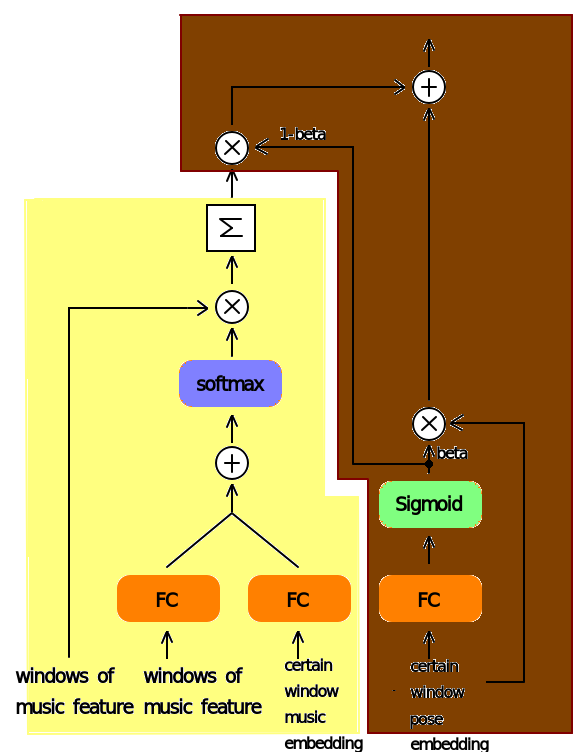 1-beta
Σ
softmax
beta
Sigmoid
FC
FC
FC
windows of
music feature
windows of
music feature
certain
window
music
embedding
certain
window
pose
embedding